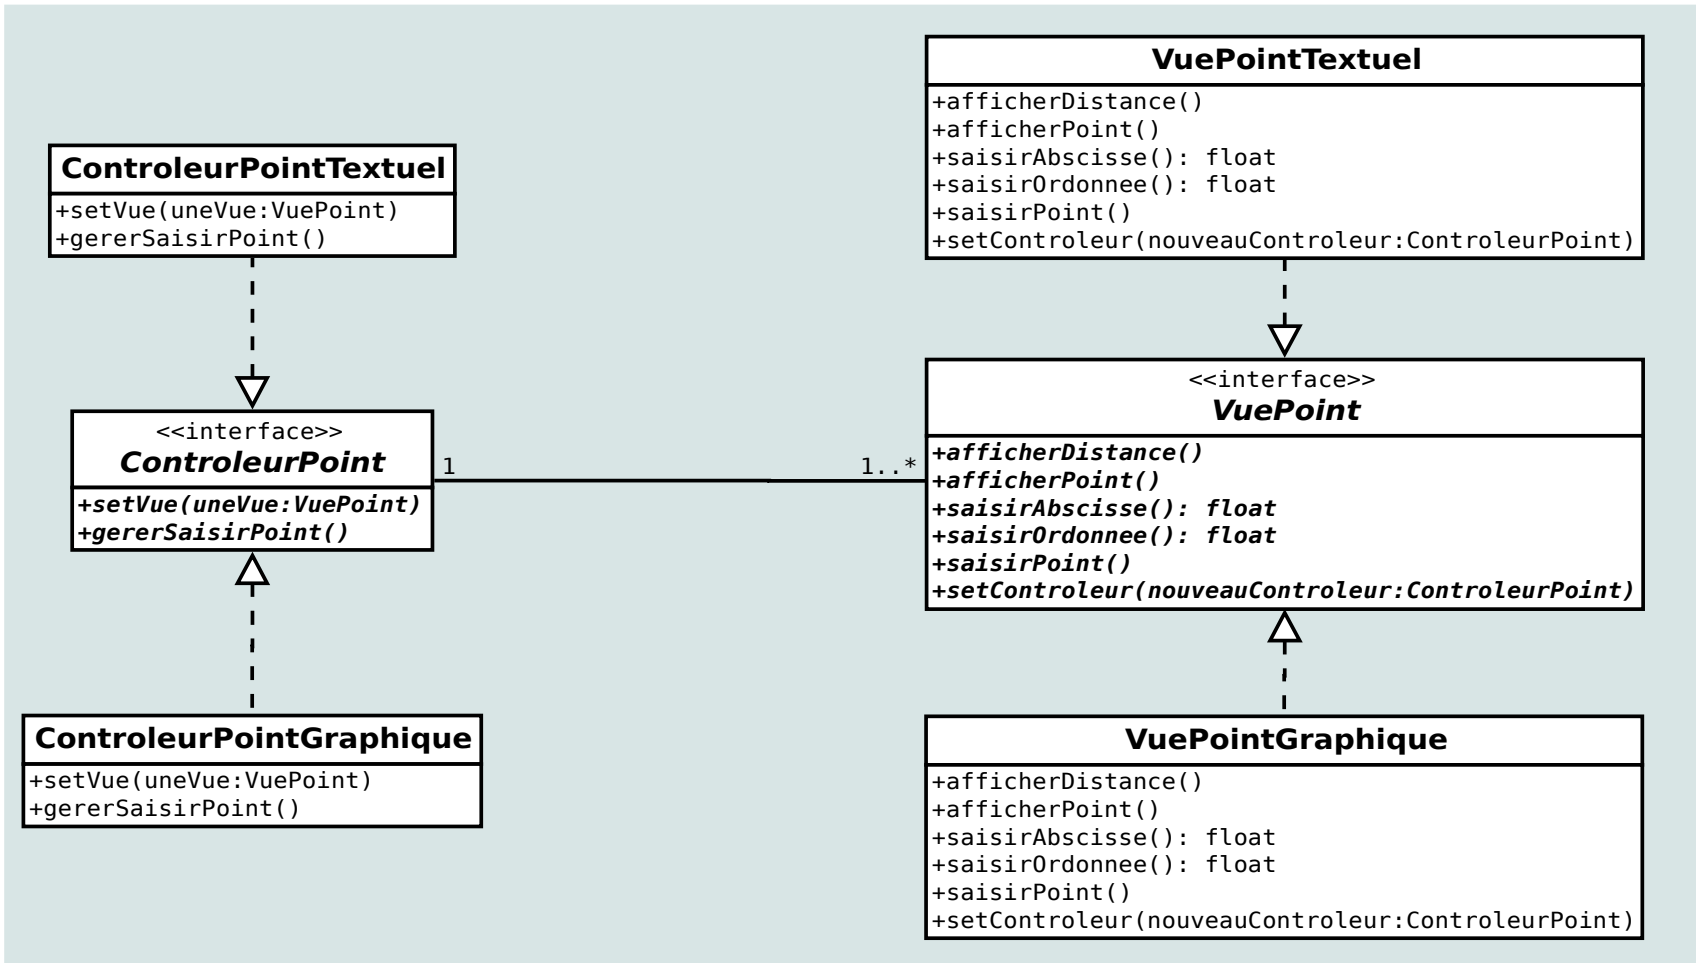 ControleurPointTextuel
+setVue(uneVue:VuePoint)
+gererSaisirPoint()
<<interface>>
ControleurPoint
+setVue(uneVue:VuePoint)
+gererSaisirPoint()
ControleurPointGraphique
+setVue(uneVue:VuePoint)
+gererSaisirPoint()
1
1..*
VuePointTextuel
+afficherDistance()
+afficherPoint()
+saisirAbscisse(): float
+saisirOrdonnee(): float
+saisirPoint()
+setControleur(nouveauControleur:ControleurPoint)
<<interface>>
VuePoint
+afficherDistance()
+afficherPoint()
+saisirAbscisse(): float
+saisirOrdonnee(): float
+saisirPoint()
+setControleur(nouveauControleur:ControleurPoint)
VuePointGraphique
+afficherDistance()
+afficherPoint()
+saisirAbscisse(): float
+saisirOrdonnee(): float
+saisirPoint()
+setControleur(nouveauControleur:ControleurPoint)